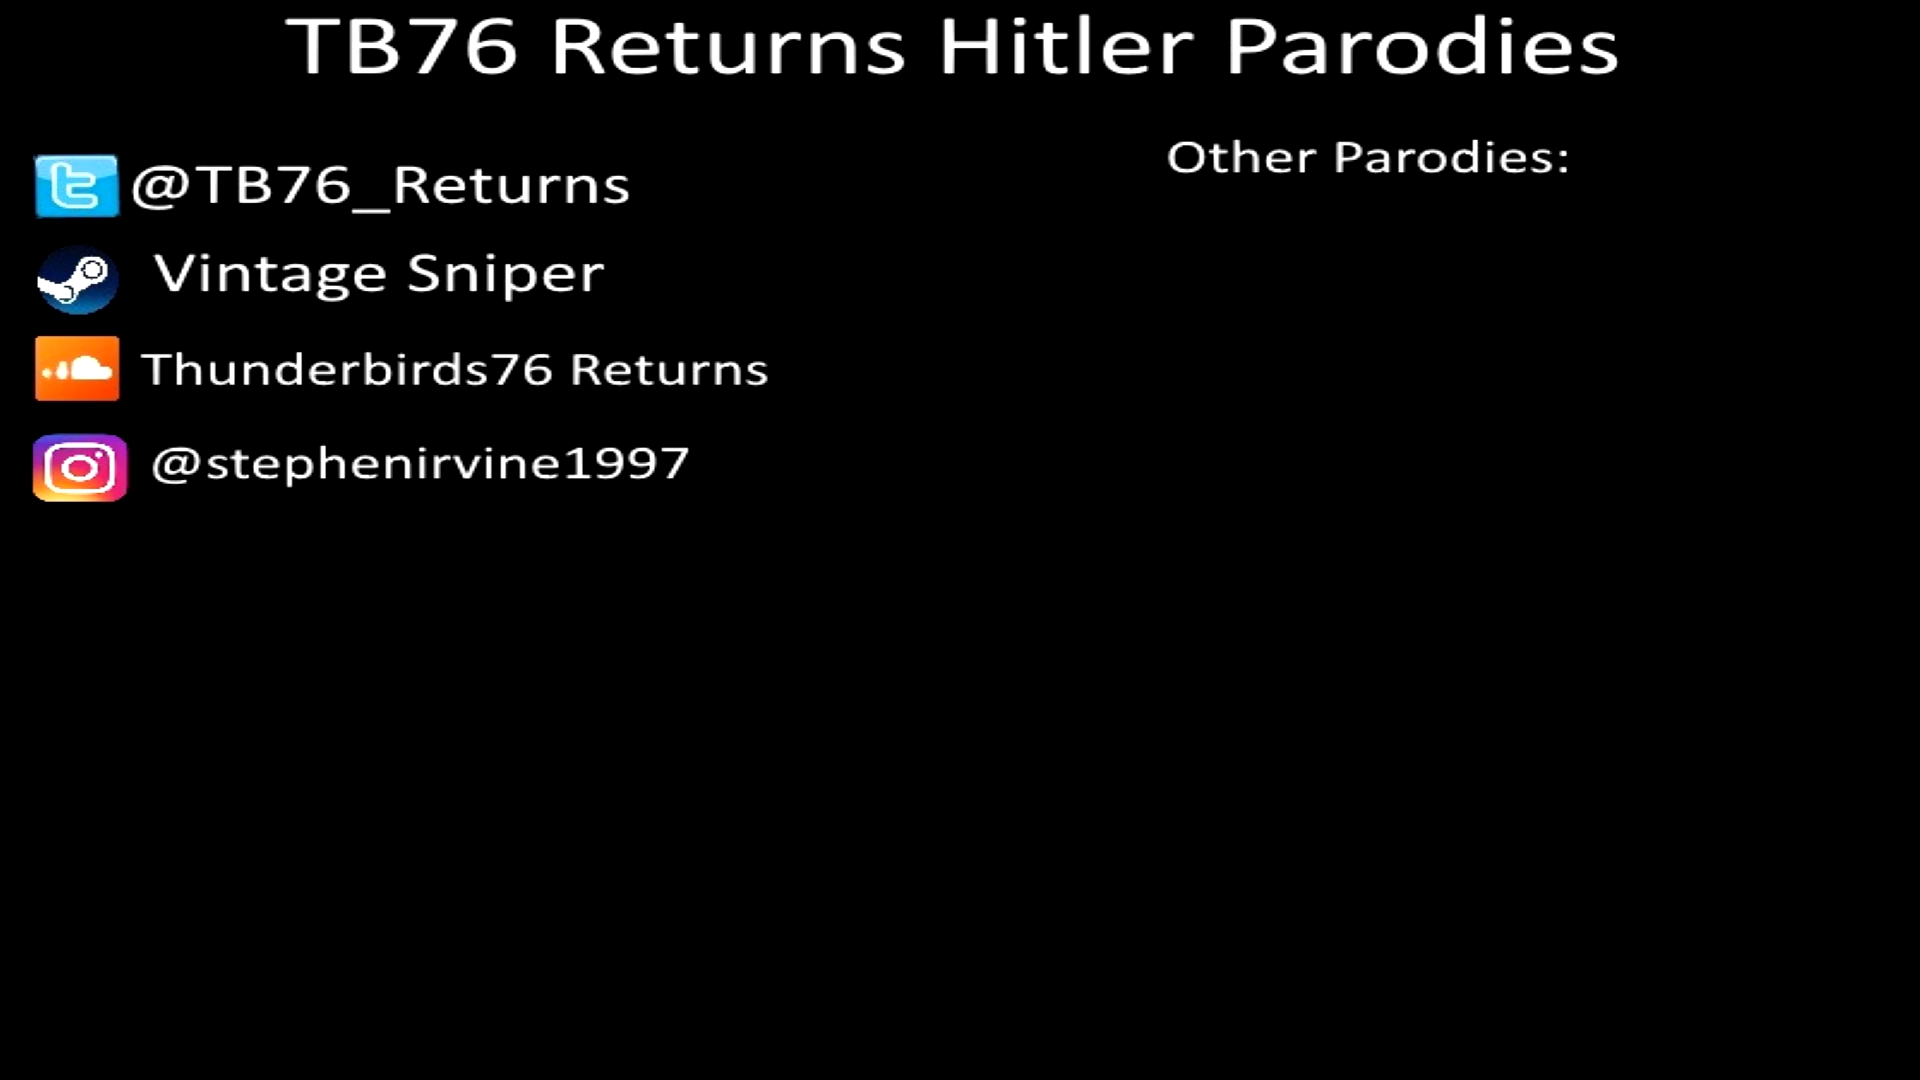 TB76 Returns Hitler Parodies
@TB76_Returns
Vintage Sniper
Thunderbirds76 Returns
@stephenirvine1997
Other Parodies: